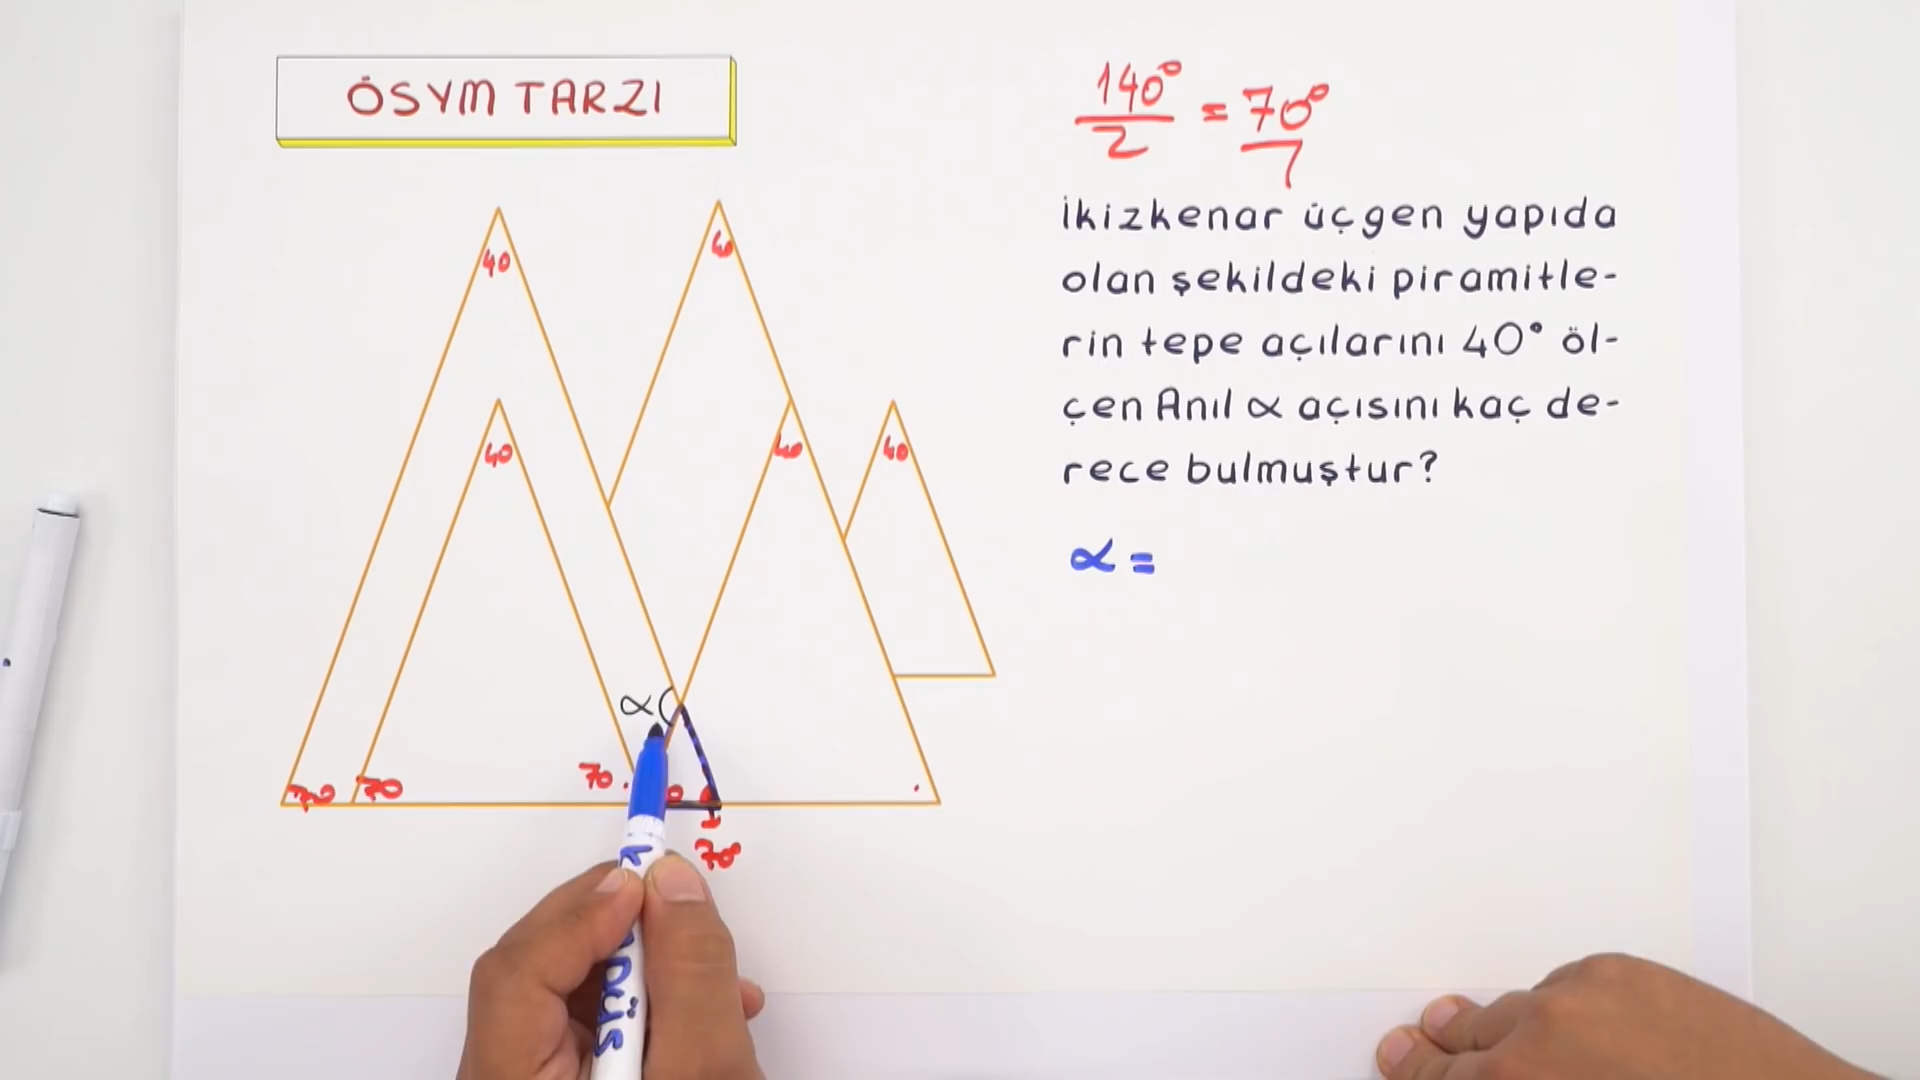 ÖSYM TARZI
140°
2
= 70°
İkizkenar üçgen yapıda
olan şekildeki piramitle-
rin tepe açılarını 40° öl-
çen Anıl α açısını kaç de-
rece bulmuştur?
α =
40
40
40
40
40
α
70
70
70
70°